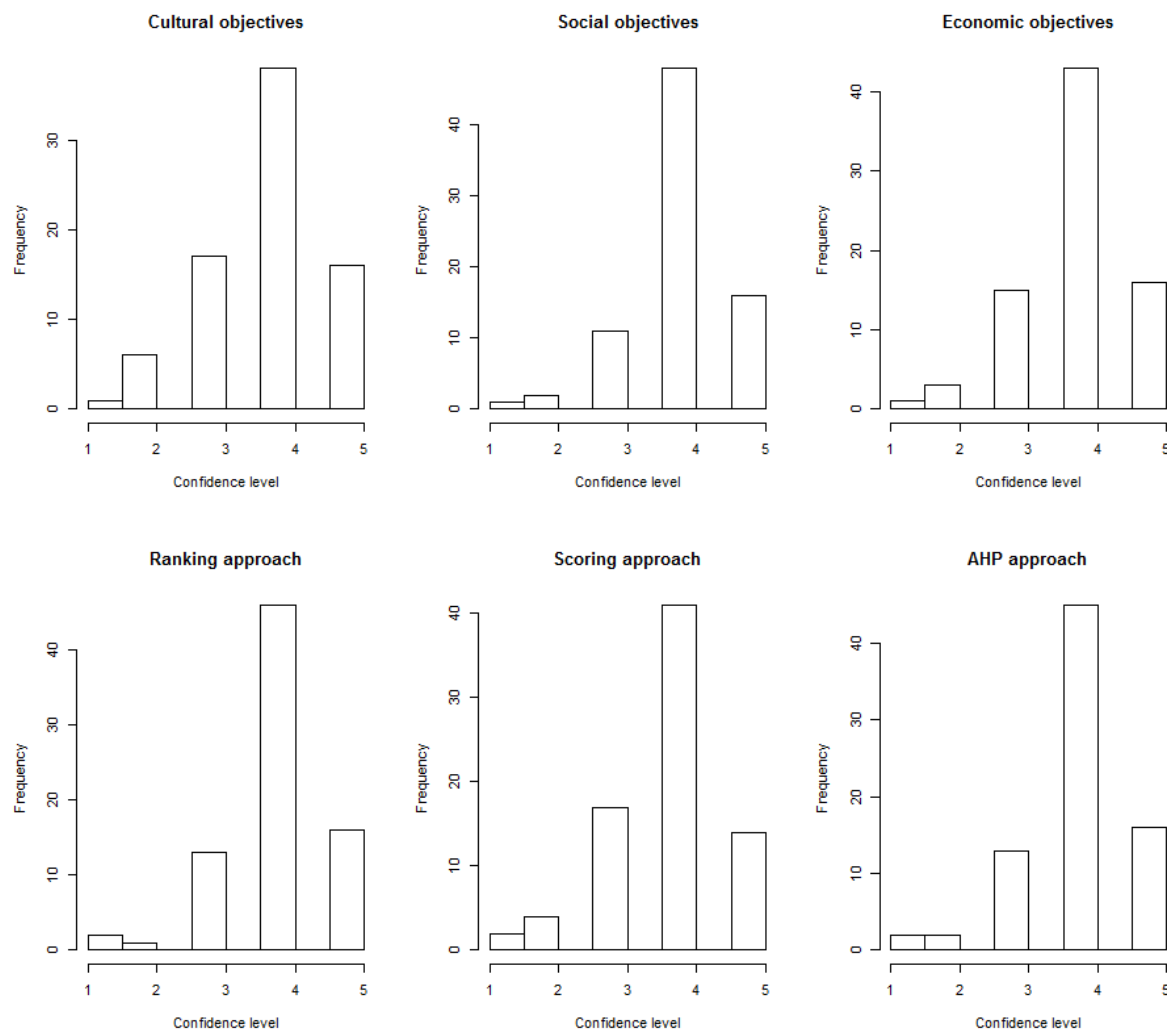 Cultural objectives
Frequency
0
10
20
30
1 2 3 4 5
Confidence level
Social objectives
Frequency
0
10
20
30
40
1 2 3 4 5
Confidence level
Economic objectives
Frequency
0
10
20
30
40
1 2 3 4 5
Confidence level
Ranking approach
Frequency
0
10
20
30
40
1 2 3 4 5
Confidence level
Scoring approach
Frequency
0
10
20
30
40
1 2 3 4 5
Confidence level
AHP approach
Frequency
0
10
20
30
40
1 2 3 4 5
Confidence level